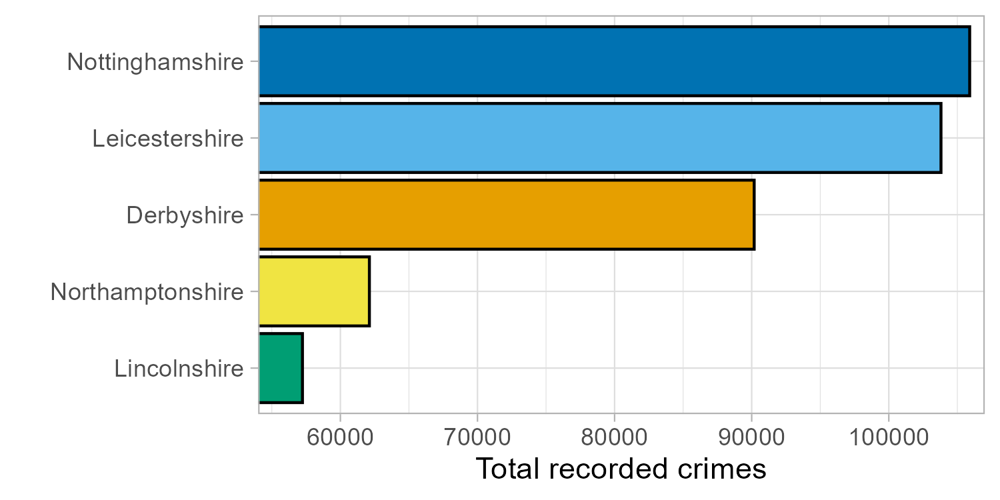 Nottinghamshire
Leicestershire
Derbyshire
Northamptonshire
Lincolnshire
60000 70000 80000 90000 100000
Total recorded crimes